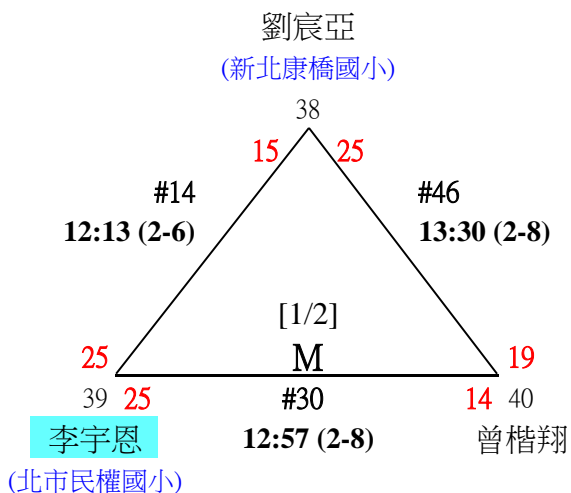 劉宸亞
(新北康橋國小)
38
15 25
#14 #46
12:13 (2-6) 13:30 (2-8)
[1/2]
25 M 19
39 25 #30 14 40
李宇恩 12:57 (2-8) 曾楷翔
(北市民權國小)